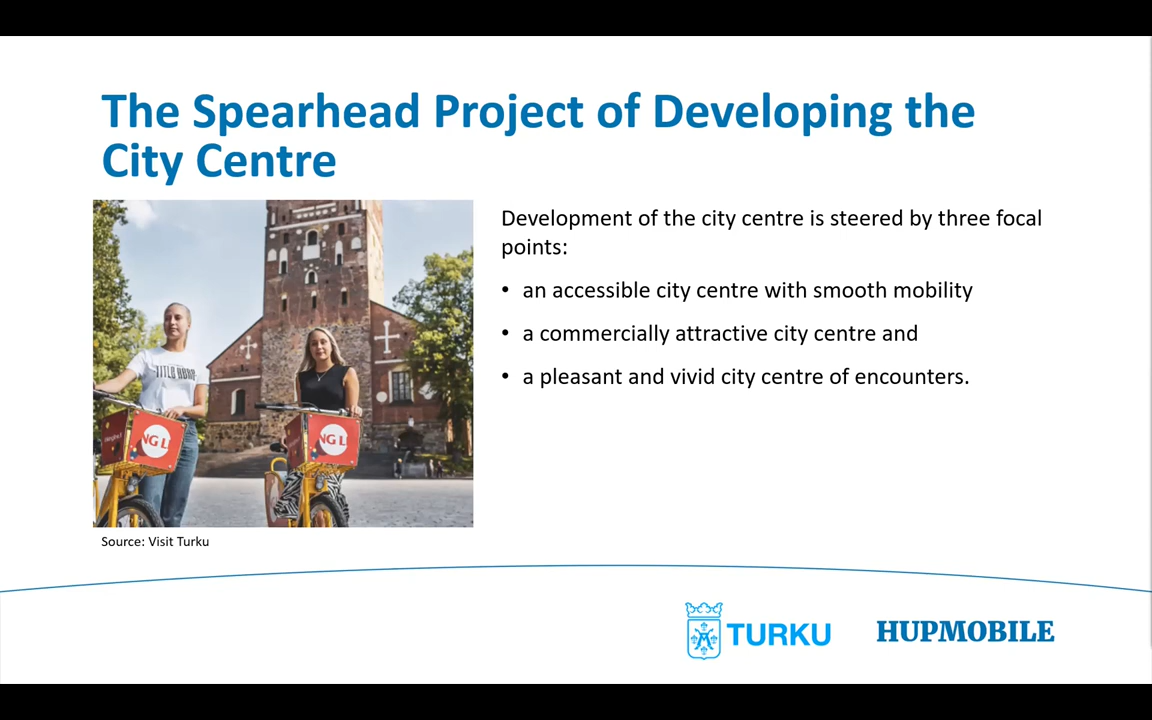 The Spearhead Project of Developing the
City Centre
Development of the city centre is steered by three focal
points:
• an accessible city centre with smooth mobility
• a commercially attractive city centre and
• a pleasant and vivid city centre of encounters.
NG L
NG L
Source: Visit Turku
TURKU
HUPMOBILE